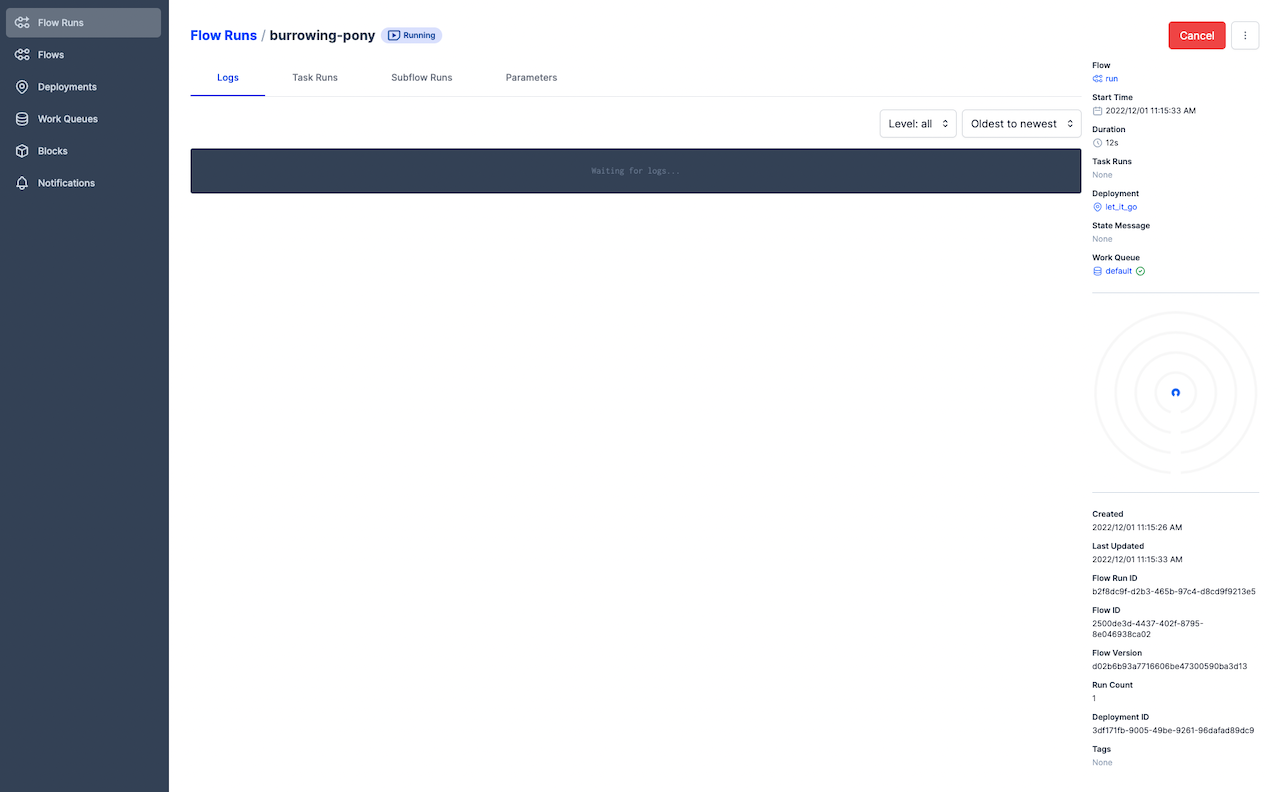 Flow Runs
Flows
Deployments
Work Queues
Blocks
Notifications
Flow Runs / burrowing-pony Running
Cancel
Logs Task Runs Subflow Runs Parameters
Level: all Oldest to newest
Waiting for logs...
Flow
run
Start Time
2022/12/01 11:15:33 AM
Duration
12s
Task Runs
None
Deployment
let_it_go
State Message
None
Work Queue
default
Created
2022/12/01 11:15:26 AM
Last Updated
2022/12/01 11:15:33 AM
Flow Run ID
b2f8dc9f-d2b3-465b-97c4-d8cd9f9213e5
Flow ID
2500de3d-4437-402f-8795-
8e046938ca02
Flow Version
d02b6b93a7716606be47300590ba3d13
Run Count
1
Deployment ID
3df171fb-9005-49be-9261-96dafad89dc9
Tags
None